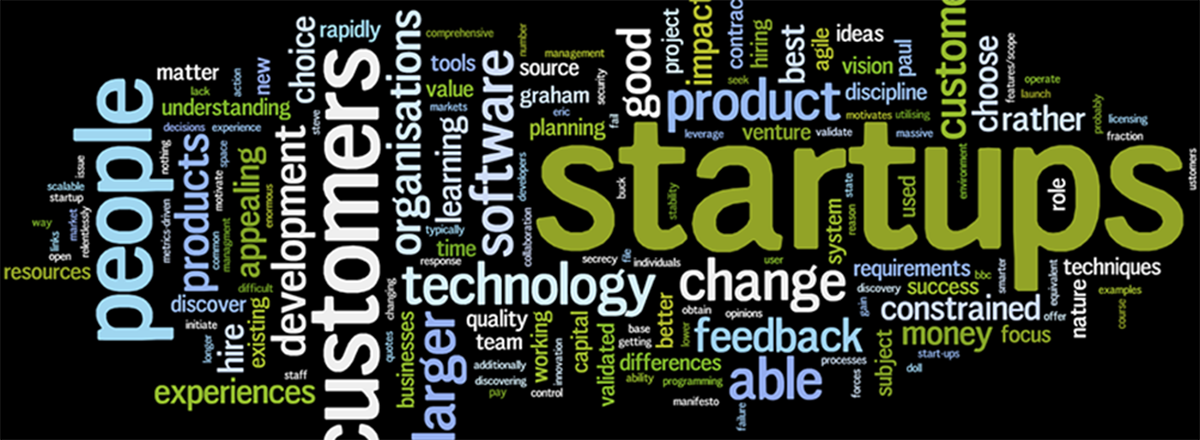 people
matter
lack
understanding
action
new
decisions
experience
issue
nothing
products
space
motivate
scalable
startup
way
market
links
open
relentlessly
metrics-driven
common
managment
appealing
enormous
resources
difficult
discover
initiate
longer
hire
existing
staff
experiences
choice
rapidly
steve
development
customers
changing
quotes
businesses
organisations
comprehensive
number
tools
value
markets
learning
typically
time
response
software
management
source
security
graham
eric
planning
fail
developers
collaboration
technology
larger
quality
team
additionally
discovering
pay
working
innovation
control
capital
validated
base
getting
differences
ability
programming
manifesto
better
lower
obtain
opinions
feedback
able
failure
processes
forces
secrecy
file
individuals
change
user
good
project
impact
contrac
seek
hiring
best
agile
ideas
vision
paul
product
discipline
motivates
utilising
leverage
venture
validate
massive
custome
choose
features/scope
operate
launch
rather
probably
licensing
fraction
startups
buck
stability
system
state
reason
used
environment
role
ustomers
requirements
discovery
success
bbc
smarter
equivalent
techniques
examples
course
nature
gain
constrained
offer
money
focus
subject
start-ups
doll